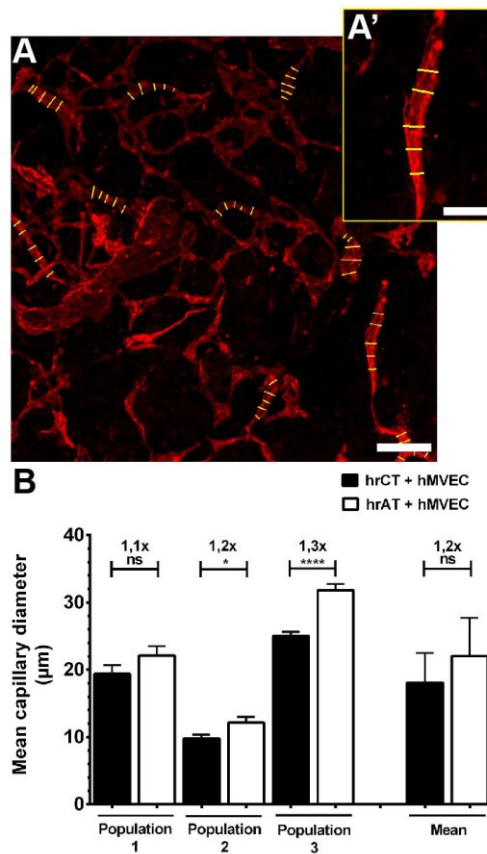 A
A'
B
hrCT + hMVEC
hrAT + hMVEC
Mean capillary diameter
(µm)
40
30
20
10
0
1,1x
ns
1,2x
*
1,3x
****
1,2x
ns
Population
1
Population
2
Population
3
Mean